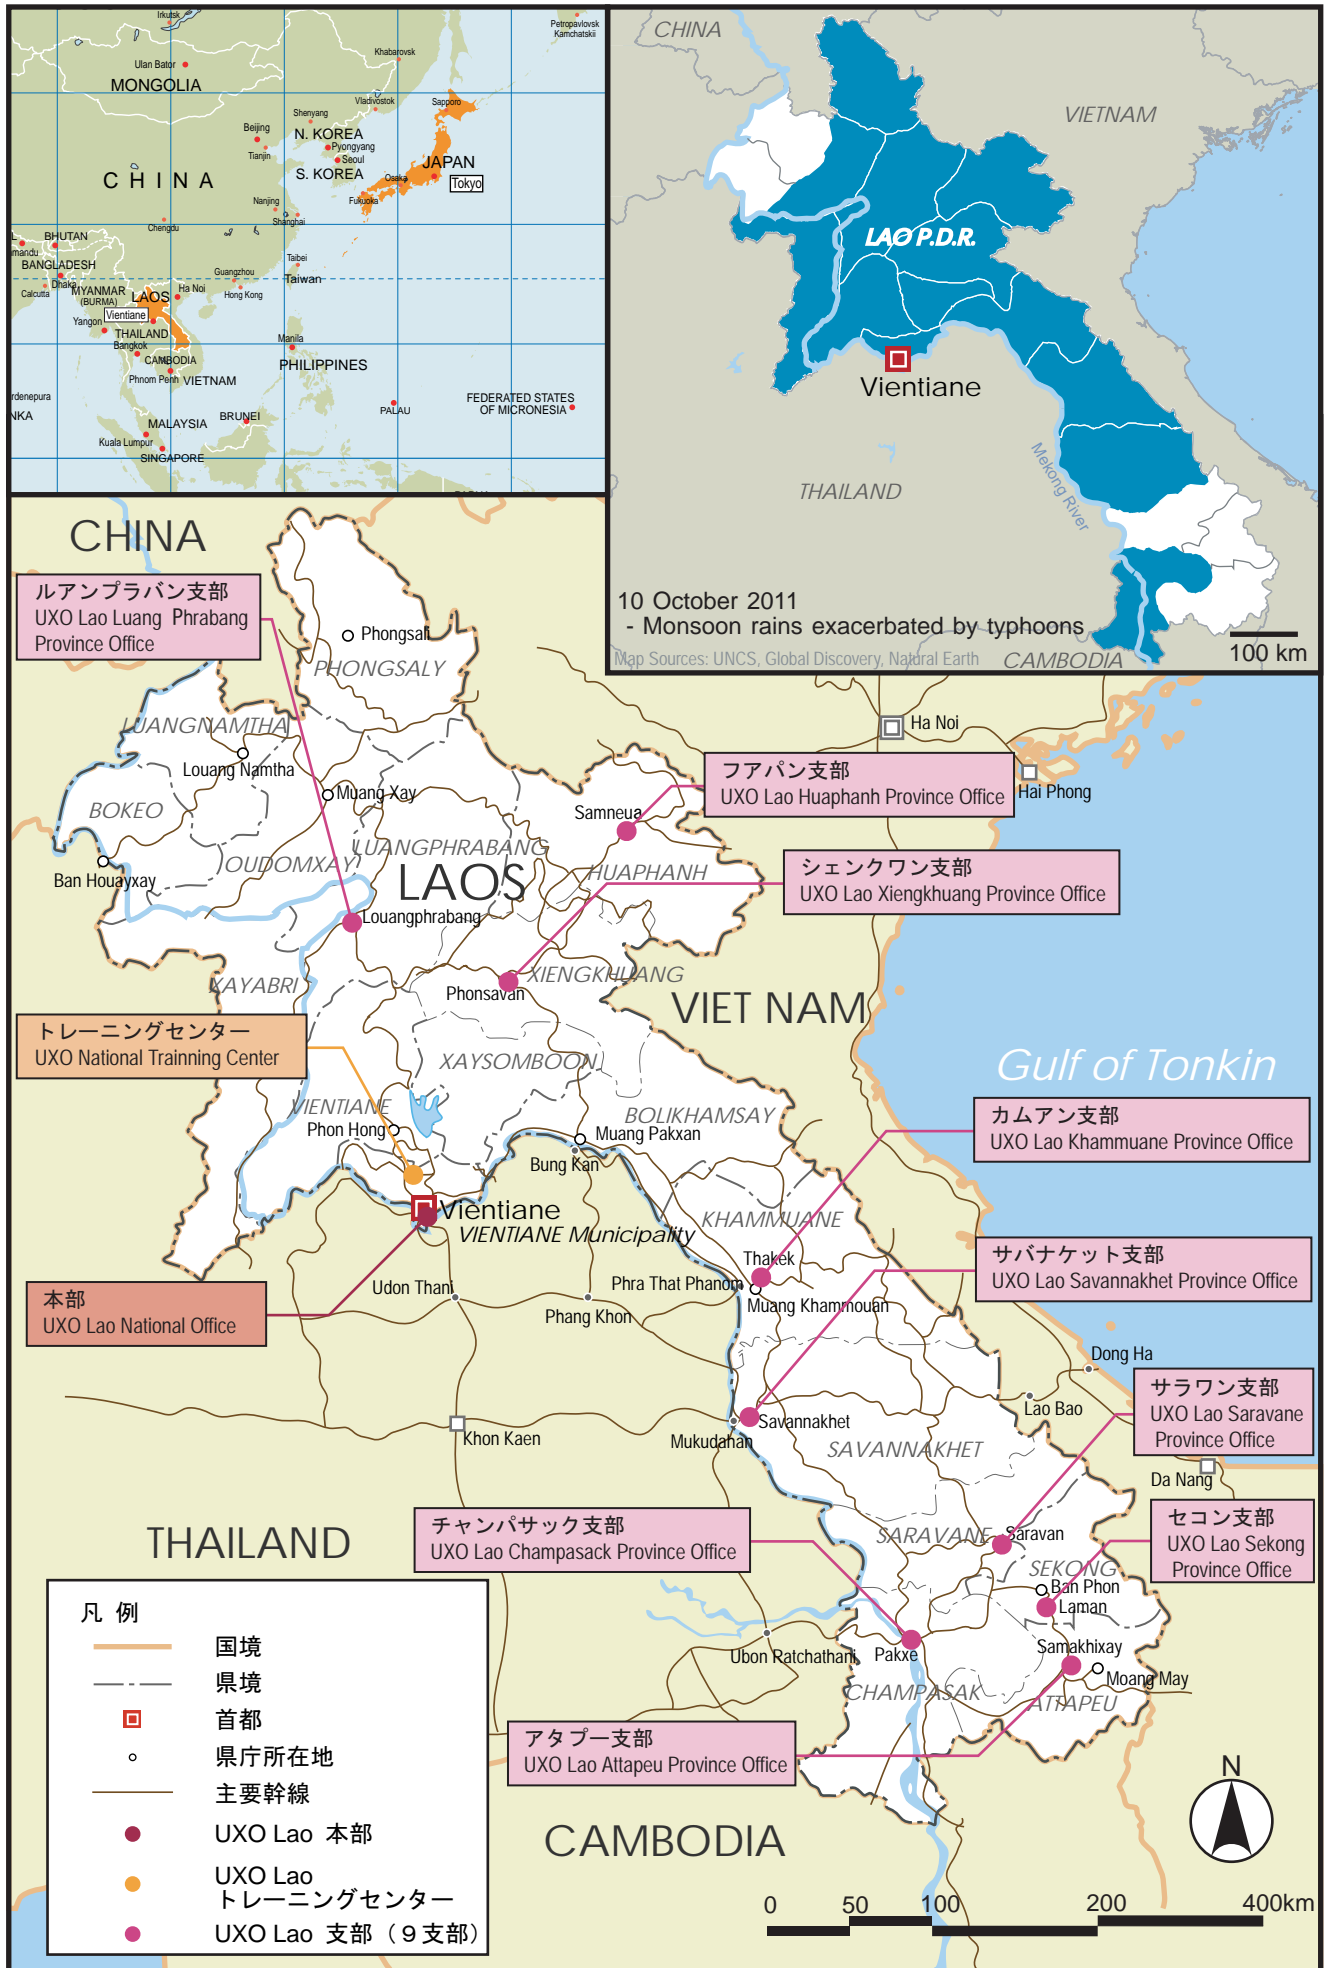 Irkutsk
Petropavlovsk
Kamchatskii
Ulan Bator
MONGOLIA
Khabarovsk
Vladivostok
Sapporo
Shenyang
Beijing
N. KOREA
Pyongyang
Tianjin
Seoul
JAPAN
S. KOREA
Osaka
Tokyo
CHINA
Fukuoka
Nanjing
Shanghai
Chengdu
BHUTAN
mandu
BANGLADESH
Taibei
Taiwan
Guangzhou
Hong Kong
Dhaka
Calcutta
MYANMAR
(BURMA)
LAOS
Ha Noi
Vientiane
Yangon
THAILAND
Bangkok
CAMBODIA
Manila
PHILIPPINES
Phnom Penh
VIETNAM
rdenepura
NKA
PALAU
FEDERATED STATES
OF MICRONESIA
MALAYSIA
BRUNEI
Kuala Lumpur
SINGAPORE
CHINA
VIETNAM
LAO P.D.R.
Vientiane
Mekong River
THAILAND
10 October 2011
- Monsoon rains exacerbated by typhoons
Map Sources: UNCS, Global Discovery, Natural Earth
CAMBODIA
100 km
CHINA
ルアンプラバン支部
UXO Lao Luang Phrabang
Province Office
Phongsali
PHONGSALY
LUANGNAMTHA
Louang Namtha
Muang Xay
BOKEO
Ban Houayxay
OUDOMXAY
LUANGPHRABANG
LAOS
Samneua
HUAPHANH
Ha Noi
Hai Phong
フアパン支部
UXO Lao Huaphanh Province Office
シェンクワン支部
UXO Lao Xiengkhuang Province Office
Louangphrabang
XAYABRI
Phonsavan
XIENGKHUANG
VIET NAM
トレーニングセンター
UXO National Trainning Center
XAYSOMBOON
Gulf of Tonkin
VIENTIANE
Phon Hong
BOLIKHAMSAY
Muang Pakxan
Bung Kan
カムアン支部
UXO Lao Khammuane Province Office
Vientiane
VIENTIANE Municipality
KHAMMUANE
Thakek
Phra That Phanom
Muang Khammouan
サバナケット支部
UXO Lao Savannakhet Province Office
本部
UXO Lao National Office
Udon Thani
Phang Khon
Dong Ha
Lao Bao
サラワン支部
UXO Lao Saravane
Province Office
Khon Kaen
Savannakhet
Mukudahan
SAVANNAKHET
Da Nang
THAILAND
チャンパサック支部
UXO Lao Champasack Province Office
SARAVANE
Saravan
セコン支部
UXO Lao Sekong
Province Office
SEKONG
Ban Phon
Laman
Ubon Ratchathani
Pakxe
Samakhixay
Moang May
CHAMPASAK
ATTAPEU
アタプー支部
UXO Lao Attapeu Province Office
CAMBODIA
凡 例
国境
県境
首都
県庁所在地
主要幹線
UXO Lao 本部
UXO Lao
トレーニングセンター
UXO Lao 支部（９支部）
N
0 50 100 200 400km